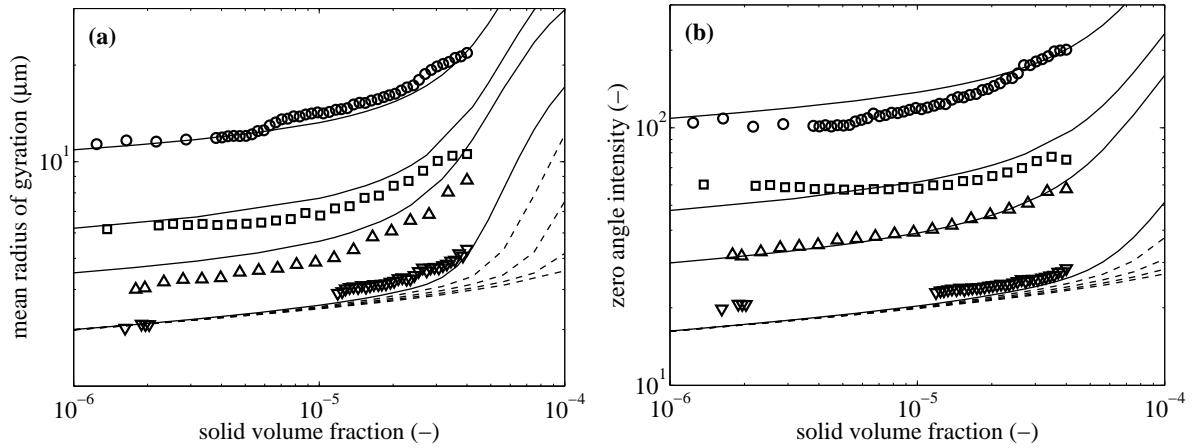 (a)
mean radius of gyration (μm)
10^1
10^-6
10^-5
10^-4
solid volume fraction (−)
(b)
zero angle intensity (−)
10^2
10^1
10^-6
10^-5
10^-4
solid volume fraction (−)